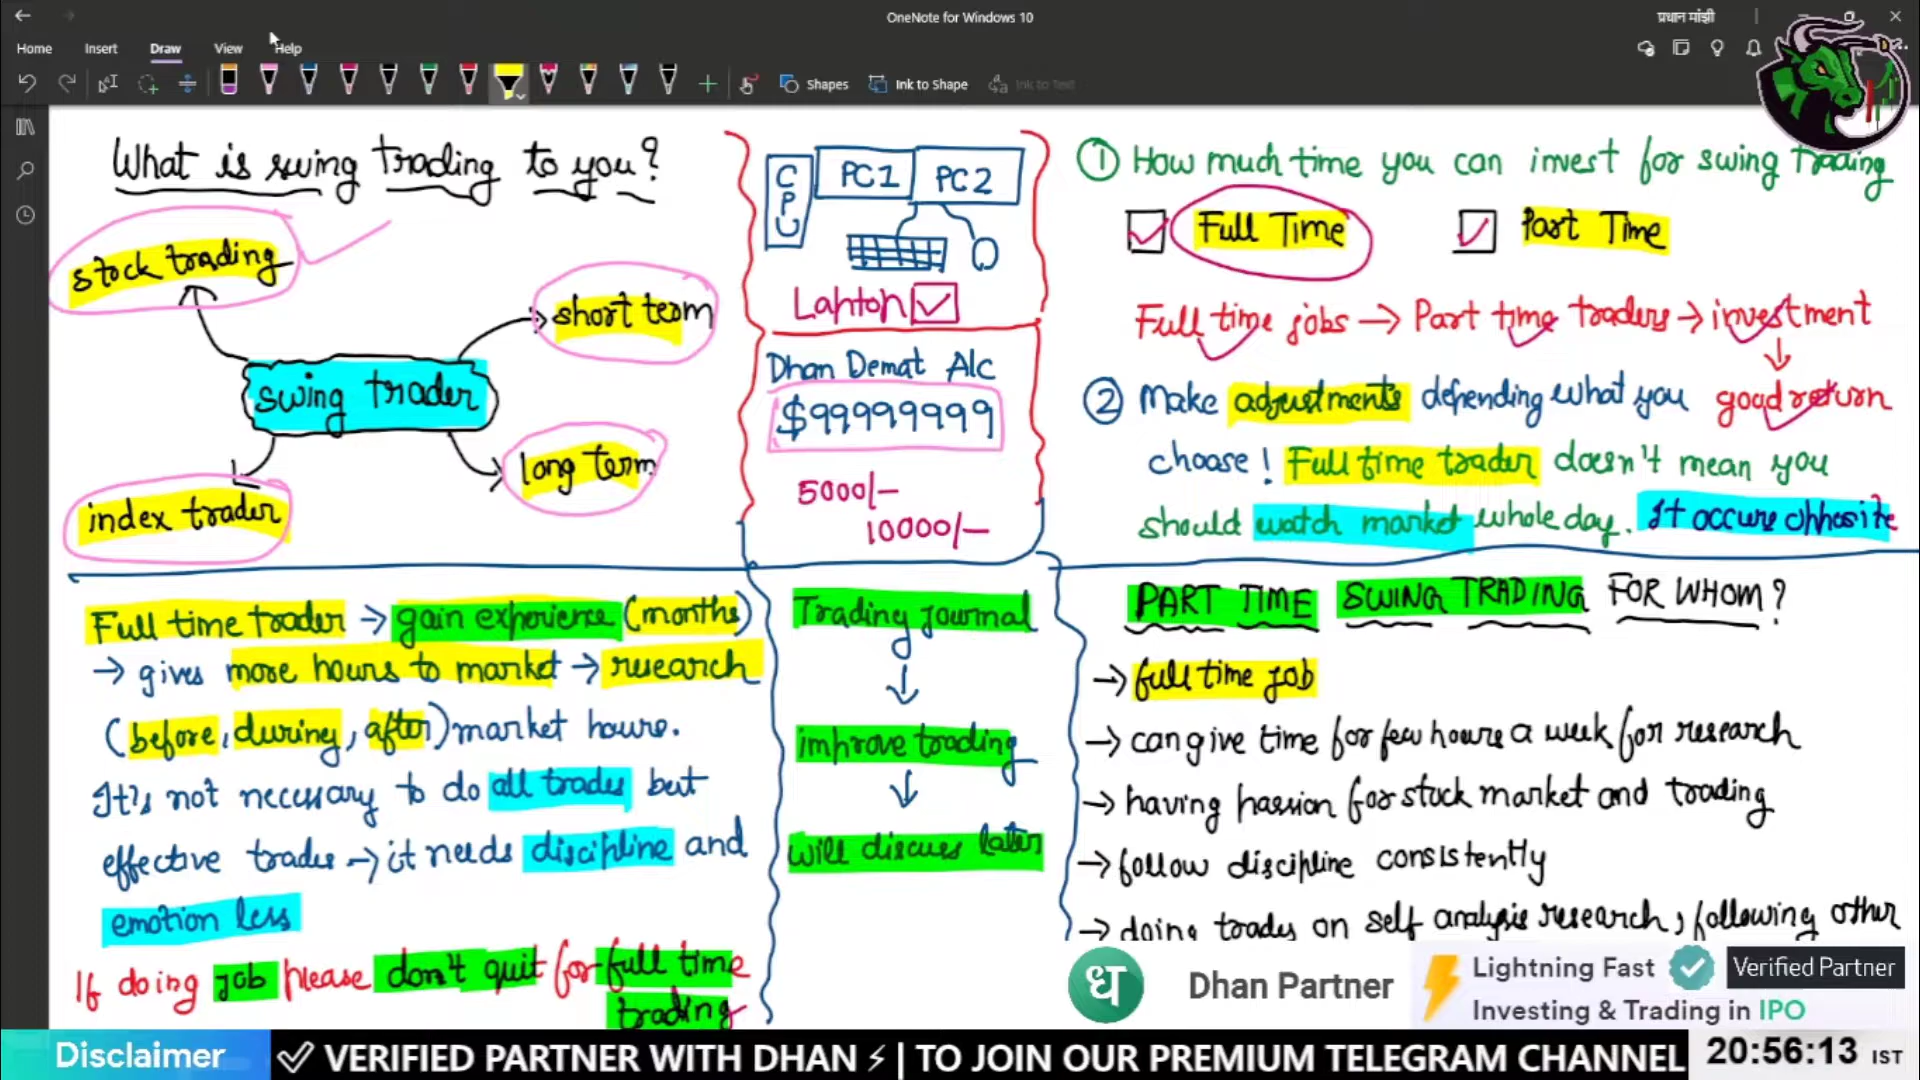 OneNote for Windows 10
प्रधान मांझी
Home Insert Draw View Help
Shapes Ink to Shape Ink to Text
What is swing trading to you?
stock trading
short term
swing trader
long term
index trader
CPU
PC1 PC2
Laptop
Dhan Demat A/c
$99999999
5000/-
10000/-
① How much time you can invest for swing trading
Full Time Part Time
Full time jobs → Part time traders → investment
↓
② Make adjustments depending what you good return
choose! Full time trader doesn't mean you
should watch market whole day. It occurs opposite
Full time trader → gain experience (months)
→ gives more hours to market → research
(before, during, after) market hours.
It's not necessary to do all trades but
effective trades → it needs discipline and
emotion less
If doing job please don't quit for full time
trading
Trading journal
↓
improve trading
↓
will discuss later
PART TIME SWING TRADING FOR WHOM?
→ full time job
→ can give time for few hours a week for research
→ having passion for stock market and trading
→ follow discipline consistently
→ doing trades on self analysis research, following other
ध Dhan Partner
Lightning Fast Verified Partner
Investing & Trading in IPO
Disclaimer
VERIFIED PARTNER WITH DHAN ⚡ | TO JOIN OUR PREMIUM TELEGRAM CHANNEL
20:56:13 IST